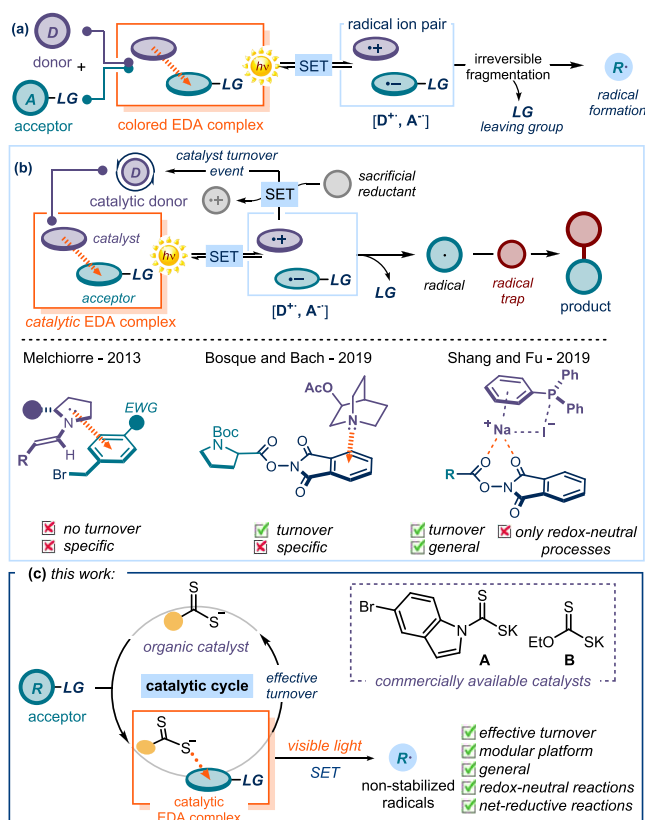 (a)
D
donor
+
A
LG
acceptor
colored EDA complex
hν
SET
radical ion pair
•+
•−
LG
[D+·, A-·]
irreversible
fragmentation
LG
leaving group
R·
radical
formation
(b)
D
catalytic donor
catalyst turnover
event
SET
•+
sacrificial
reductant
catalyst
LG
acceptor
catalytic EDA complex
hν
SET
•+
•−
LG
[D+·, A-·]
LG
·
radical
radical
trap
product
Melchiorre - 2013
N
R
H
Br
EWG
no turnover
specific
Bosque and Bach - 2019
AcO
N
Boc
N
O
O
N
O
O
turnover
specific
Shang and Fu - 2019
Ph
P
Ph
+
Na
I−
O
O
R
O
N
O
turnover
general
only redox-neutral
processes
(c) this work:
S
S−
organic catalyst
R
LG
acceptor
catalytic cycle
effective
turnover
S
S−
LG
catalytic
EDA complex
visible light
SET
R·
non-stabilized
radicals
Br
N
S
SK
A
S
EtO
SK
B
commercially available catalysts
effective turnover
modular platform
general
redox-neutral reactions
net-reductive reactions